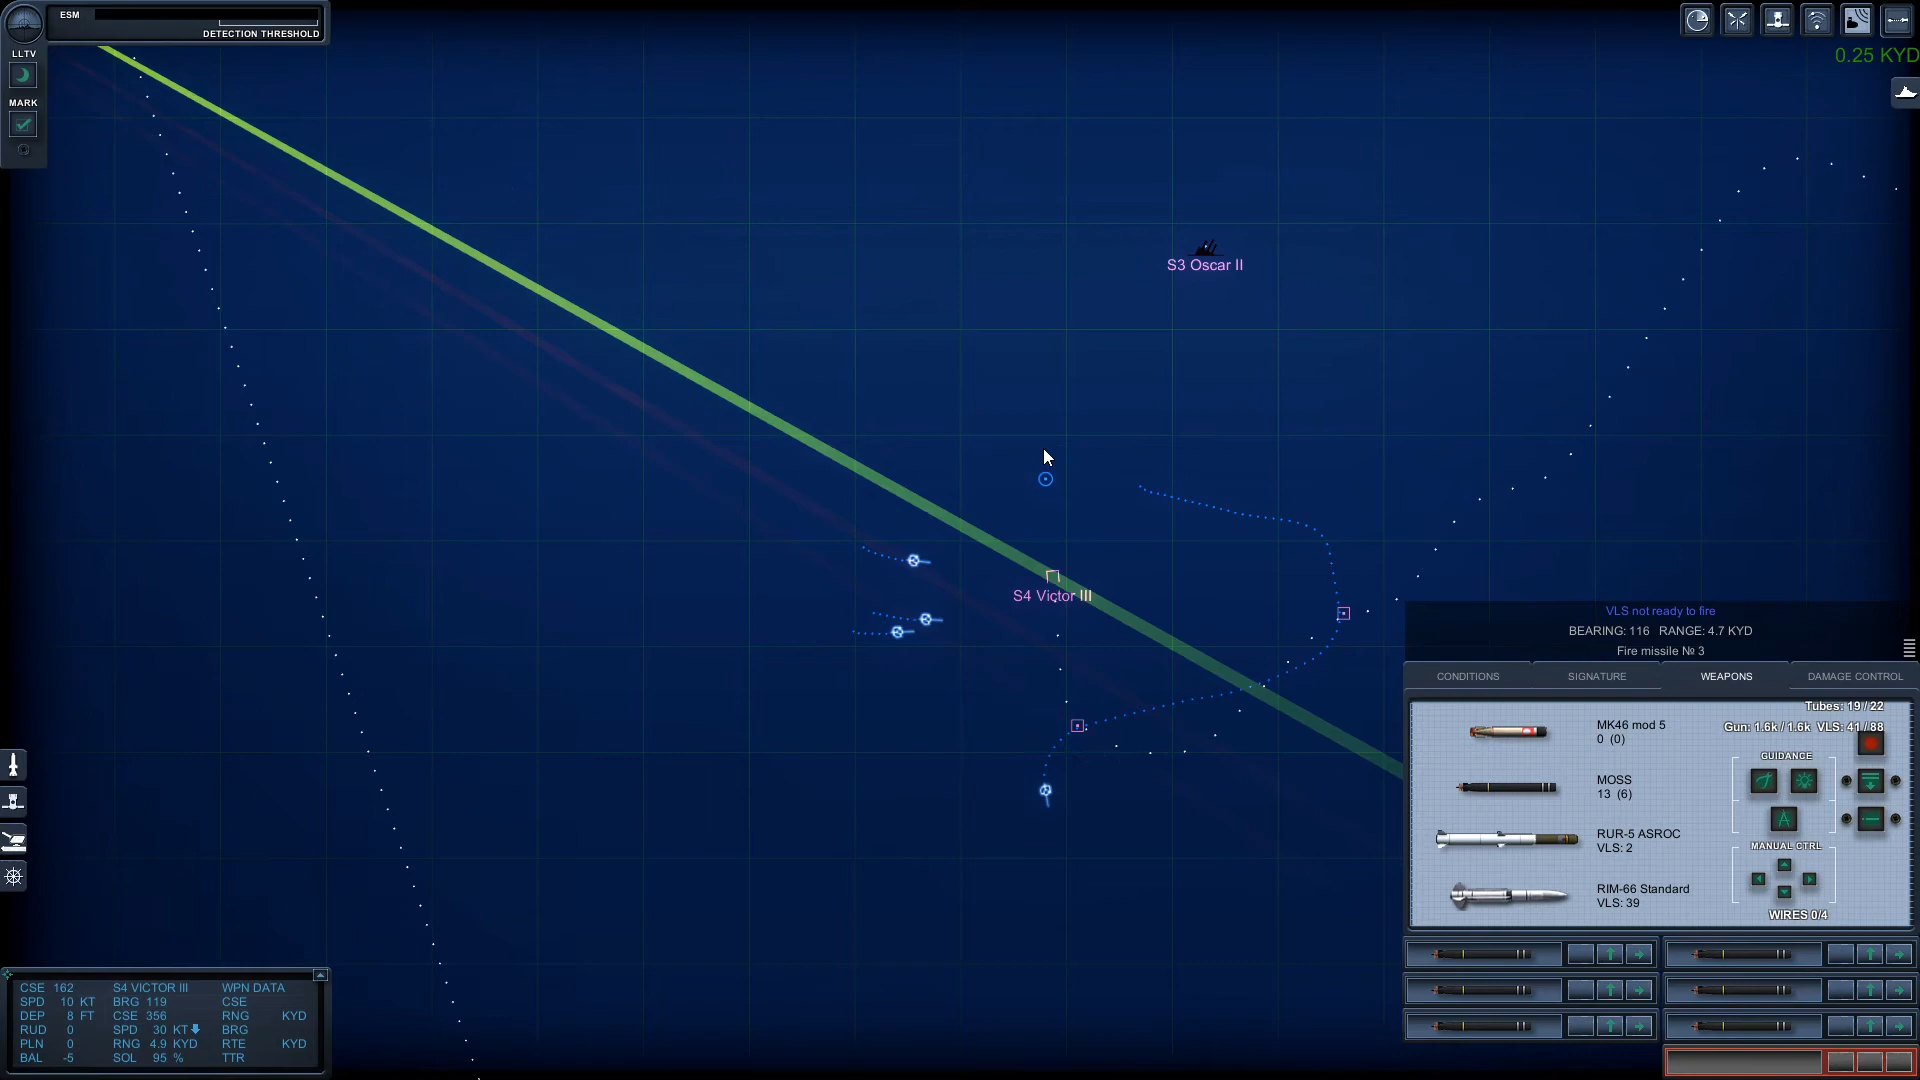 ESM
DETECTION THRESHOLD
LLTV
MARK
0.25 KYD
S3 Oscar II
S4 Victor III
VLS not ready to fire
BEARING: 116 RANGE: 4.7 KYD
Fire missile № 3
CONDITIONS SIGNATURE WEAPONS DAMAGE CONTROL
Tubes: 19 / 22
Gun: 1.6k / 1.6k VLS: 41 / 88
MK46 mod 5
0 (0)
MOSS
13 (6)
RUR-5 ASROC
VLS: 2
RIM-66 Standard
VLS: 39
GUIDANCE
MANUAL CTRL
WIRES 0/4
CSE 162 S4 VICTOR III WPN DATA
SPD 10 KT BRG 119 CSE
DEP 8 FT CSE 356 RNG KYD
RUD 0 SPD 30 KT BRG
PLN 0 RNG 4.9 KYD RTE KYD
BAL -5 SOL 95 % TTR